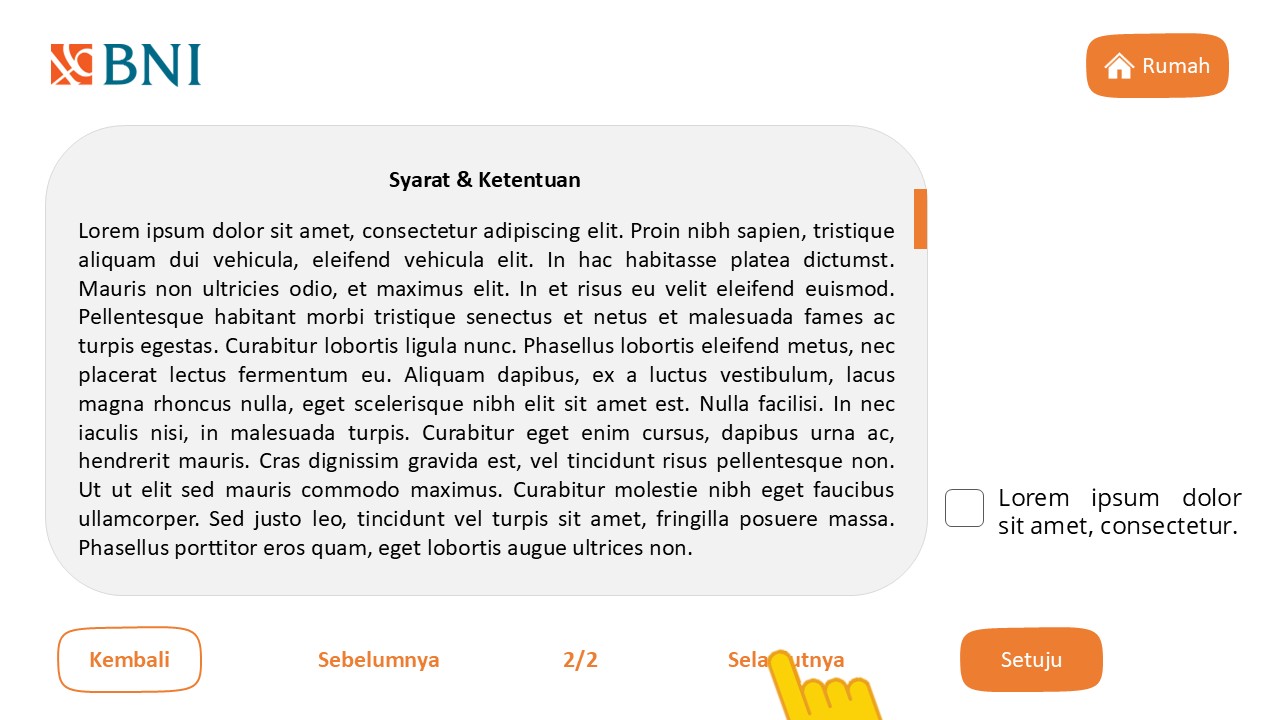 BNI
Rumah
Syarat & Ketentuan
Lorem ipsum dolor sit amet, consectetur adipiscing elit. Proin nibh sapien, tristique
aliquam dui vehicula, eleifend vehicula elit. In hac habitasse platea dictumst.
Mauris non ultricies odio, et maximus elit. In et risus eu velit eleifend euismod.
Pellentesque habitant morbi tristique senectus et netus et malesuada fames ac
turpis egestas. Curabitur lobortis ligula nunc. Phasellus lobortis eleifend metus, nec
placerat lectus fermentum eu. Aliquam dapibus, ex a luctus vestibulum, lacus
magna rhoncus nulla, eget scelerisque nibh elit sit amet est. Nulla facilisi. In nec
iaculis nisi, in malesuada turpis. Curabitur eget enim cursus, dapibus urna ac,
hendrerit mauris. Cras dignissim gravida est, vel tincidunt risus pellentesque non.
Ut ut elit sed mauris commodo maximus. Curabitur molestie nibh eget faucibus
ullamcorper. Sed justo leo, tincidunt vel turpis sit amet, fringilla posuere massa.
Phasellus porttitor eros quam, eget lobortis augue ultrices non.
Lorem ipsum dolor
sit amet, consectetur.
Kembali
Sebelumnya
2/2
Setuju